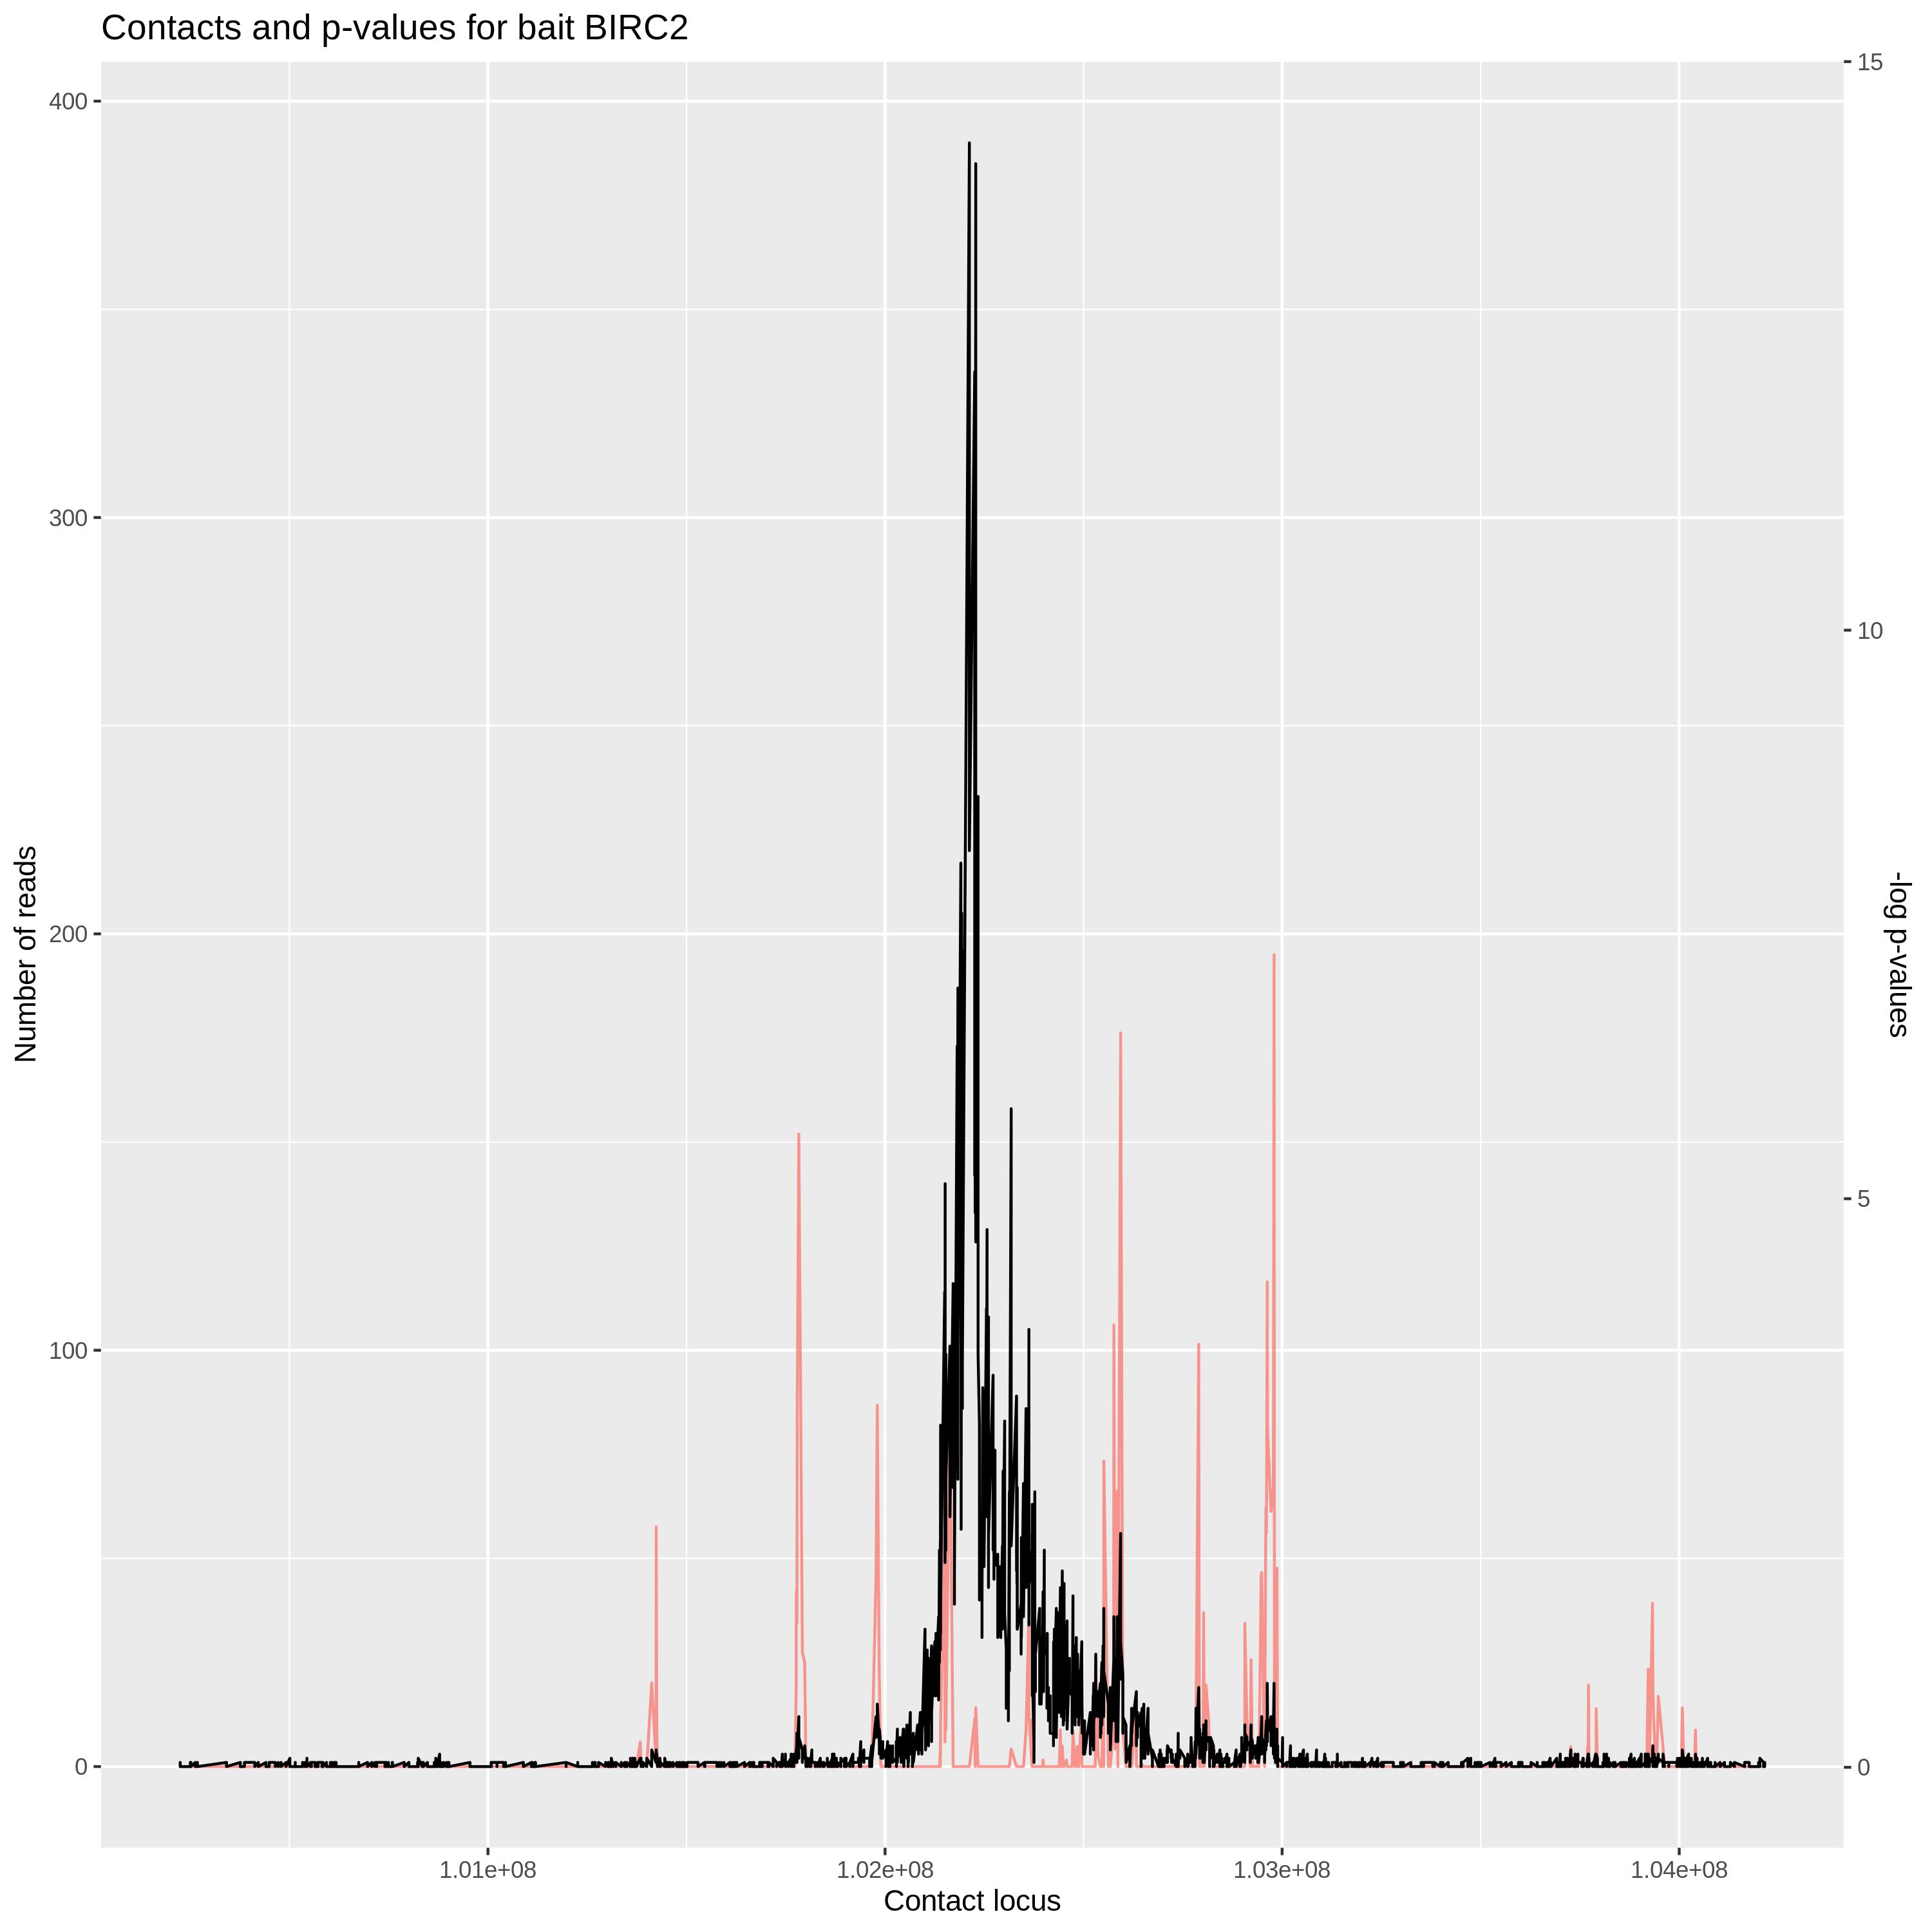 Contacts and p-values for bait BIRC2
400
300
200
100
0
Number of reads
15
10
5
0
-log p-values
1.01e+08
1.02e+08
1.03e+08
1.04e+08
Contact locus